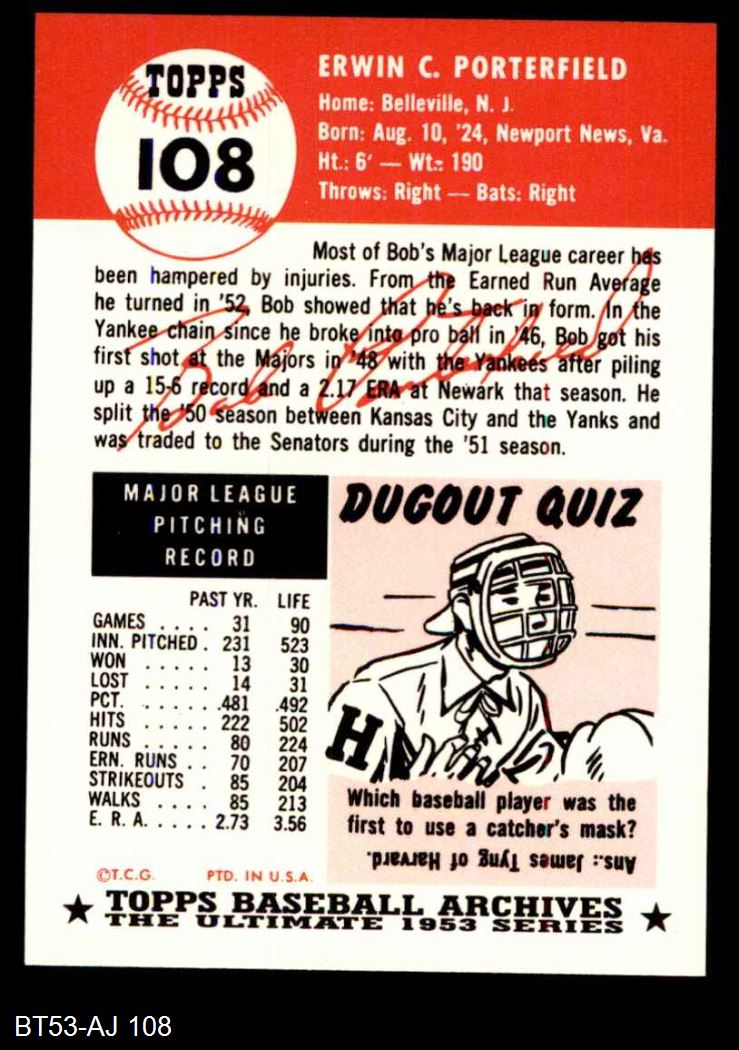 TOPPS
108
ERWIN C. PORTERFIELD
Home: Belleville, N. J.
Born: Aug. 10, '24, Newport News, Va.
Ht.: 6' — Wt.: 190
Throws: Right — Bats: Right
Most of Bob's Major League career has
been hampered by injuries. From the Earned Run Average
he turned in '52, Bob showed that he's back in form. In the
Yankee chain since he broke into pro ball in '46, Bob got his
first shot at the Majors in '48 with the Yankees after piling
up a 15-6 record and a 2.17 ERA at Newark that season. He
split the '50 season between Kansas City and the Yanks and
was traded to the Senators during the '51 season.
Bob Porterfield
MAJOR LEAGUE
PITCHING
RECORD
PAST YR. LIFE
GAMES . . . . 31 90
INN. PITCHED . 231 523
WON . . . . . 13 30
LOST . . . . . 14 31
PCT. . . . . . .481 .492
HITS . . . . . 222 502
RUNS . . . . . 80 224
ERN. RUNS . . 70 207
STRIKEOUTS . 85 204
WALKS . . . . 85 213
E. R. A. . . . . . 2.73 3.56
DUGOUT QUIZ
H
Which baseball player was the
first to use a catcher's mask?
Ans.: James Tyng of Harvard.
©T.C.G. PTD. IN U.S.A.
★ TOPPS BASEBALL ARCHIVES ★
THE ULTIMATE 1953 SERIES
BT53-AJ 108